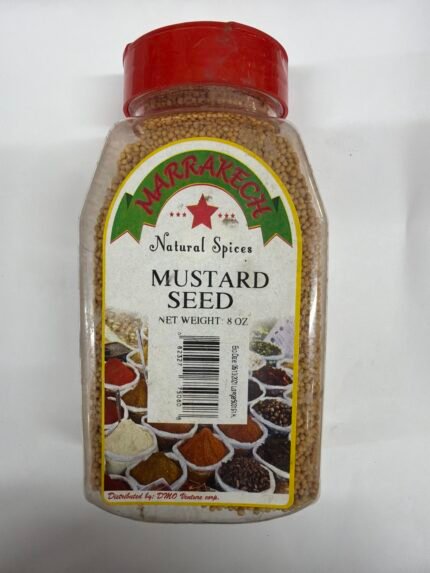 MARRAKECH
Natural Spices
MUSTARD
SEED
NET WEIGHT: 8 OZ
Distributed by: DMO Venture corp.